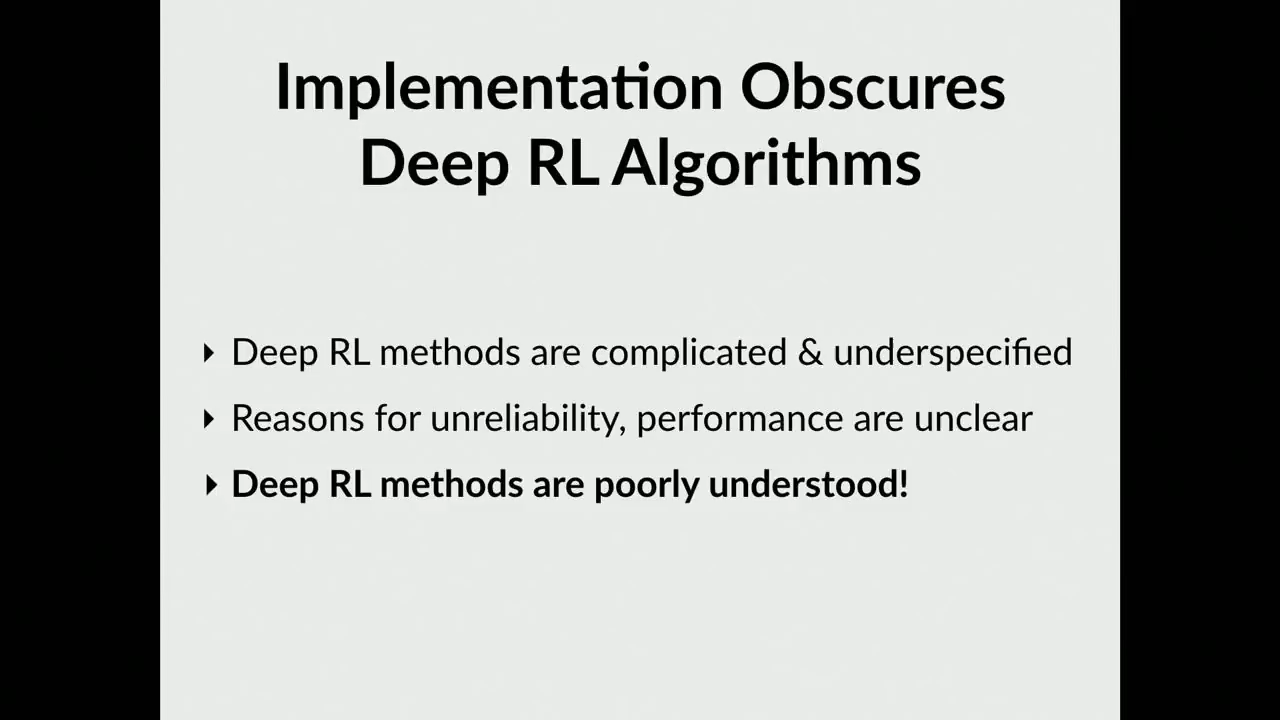 Implementation Obscures
Deep RL Algorithms
‣ Deep RL methods are complicated & underspecified
‣ Reasons for unreliability, performance are unclear
‣ Deep RL methods are poorly understood!